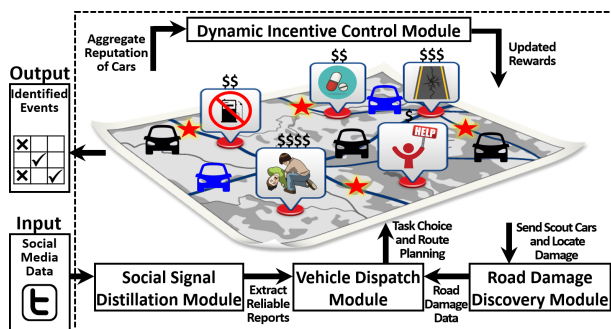 Aggregate
Reputation
of Cars
Dynamic Incentive Control Module
Updated
Rewards
Output
Identified
Events
$$
$$
$$$
$$$$
$
HELP
Input
Social
Media
Data
t
Social Signal
Distillation Module
Extract
Reliable
Reports
Vehicle Dispatch
Module
Task Choice
and Route
Planning
Road
Damage
Data
Send Scout Cars
and Locate
Damage
Road Damage
Discovery Module